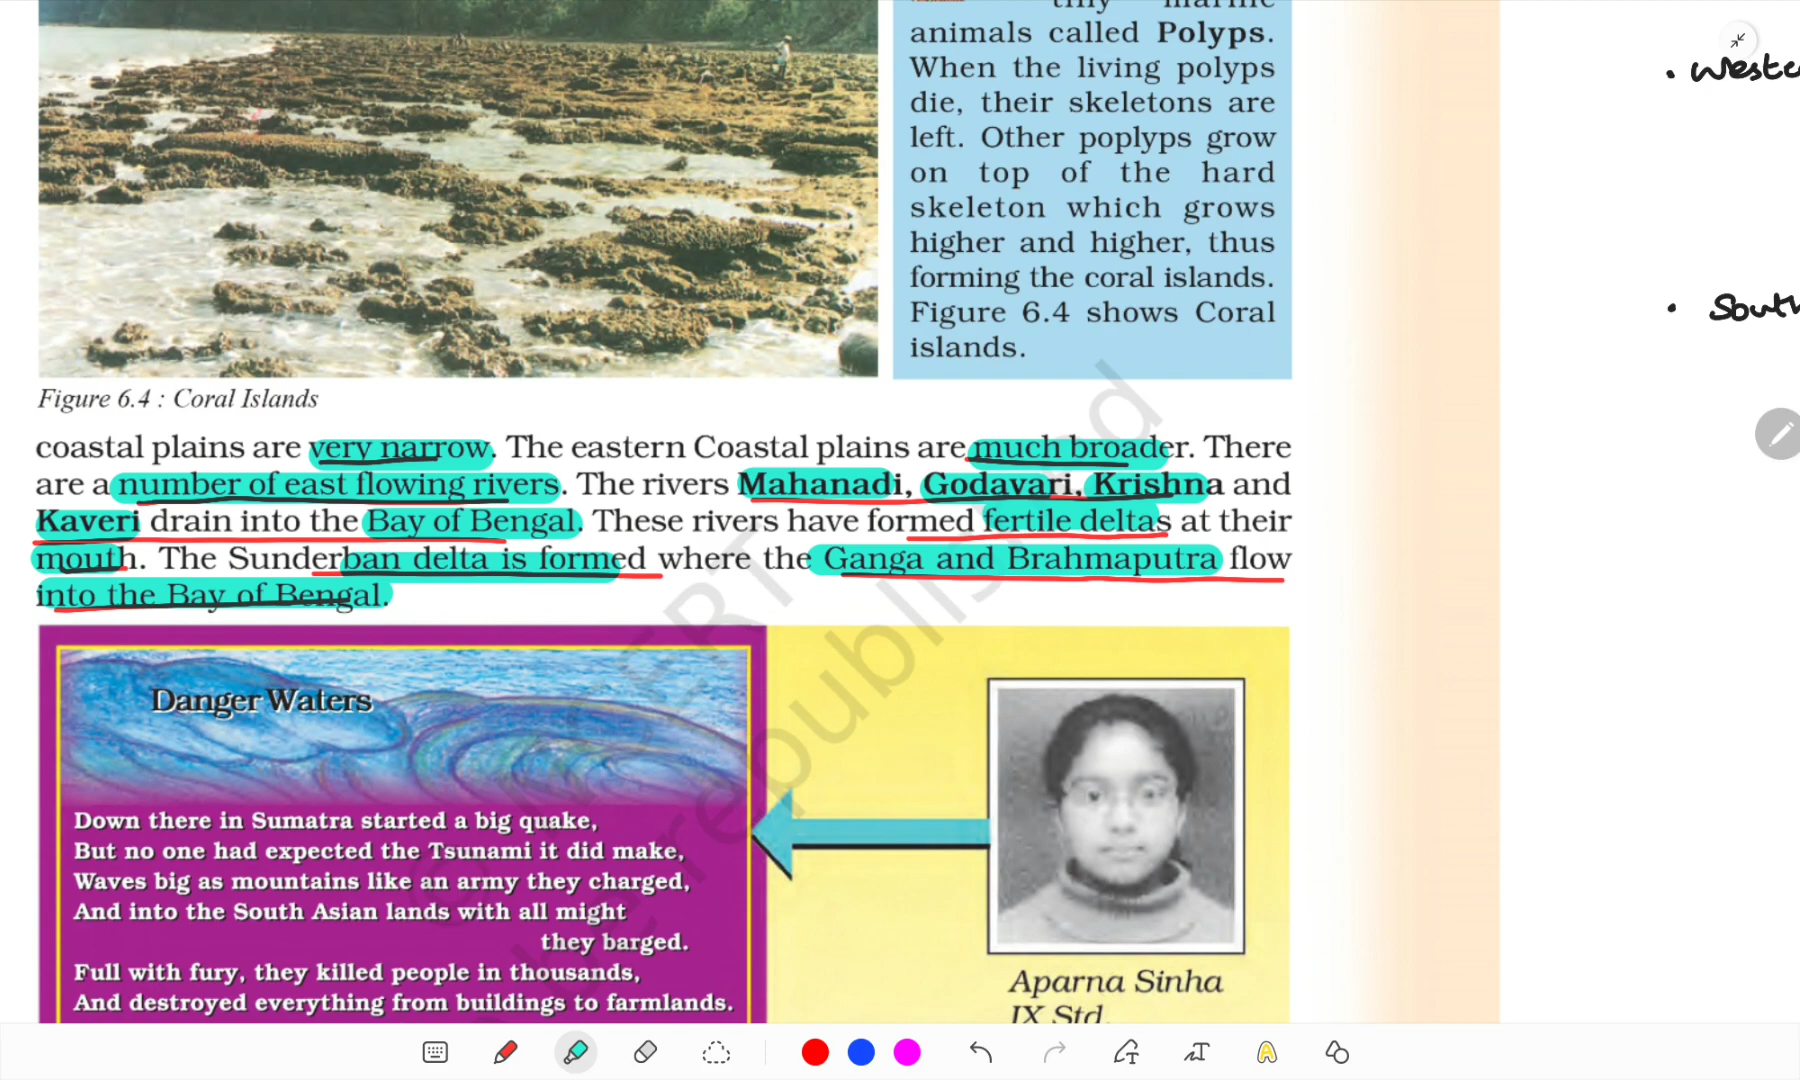 tiny marine
animals called Polyps.
When the living polyps
die, their skeletons are
left. Other poplyps grow
on top of the hard
skeleton which grows
higher and higher, thus
forming the coral islands.
Figure 6.4 shows Coral
islands.
Figure 6.4 : Coral Islands
coastal plains are very narrow. The eastern Coastal plains are much broader. There
are a number of east flowing rivers. The rivers Mahanadi, Godavari, Krishna and
Kaveri drain into the Bay of Bengal. These rivers have formed fertile deltas at their
mouth. The Sunderban delta is formed where the Ganga and Brahmaputra flow
into the Bay of Bengal.
Danger Waters
Down there in Sumatra started a big quake,
But no one had expected the Tsunami it did make,
Waves big as mountains like an army they charged,
And into the South Asian lands with all might
they barged.
Full with fury, they killed people in thousands,
And destroyed everything from buildings to farmlands.
Aparna Sinha
IX Std.
• Weste
• South
republished